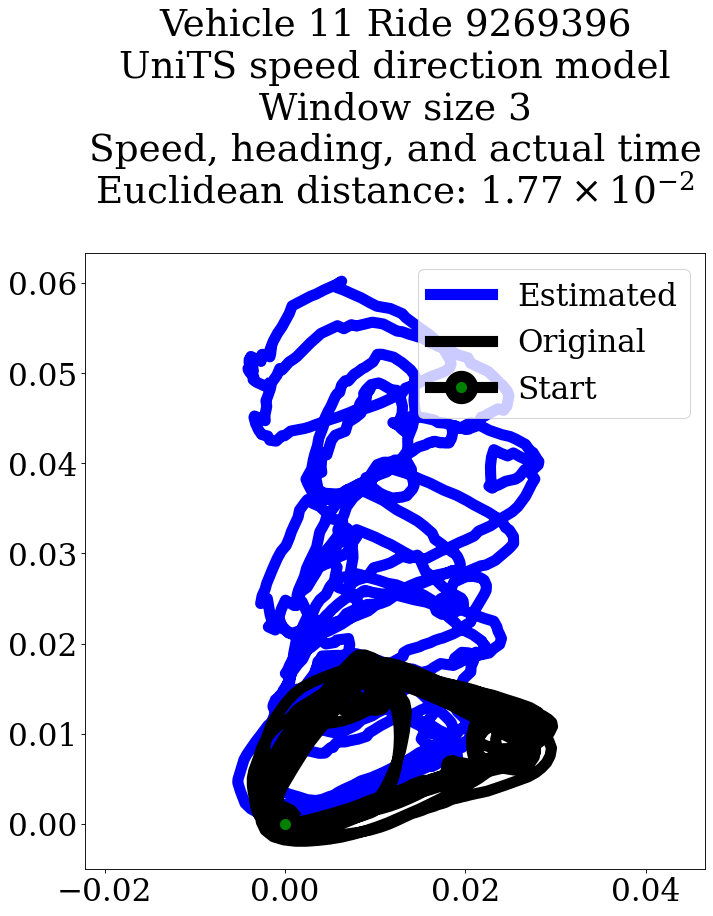 Vehicle 11 Ride 9269396
UniTS speed direction model
Window size 3
Speed, heading, and actual time
Euclidean distance: 1.77 × 10⁻²
0.06
0.05
0.04
0.03
0.02
0.01
0.00
Estimated
Original
Start
−0.02 0.00 0.02 0.04